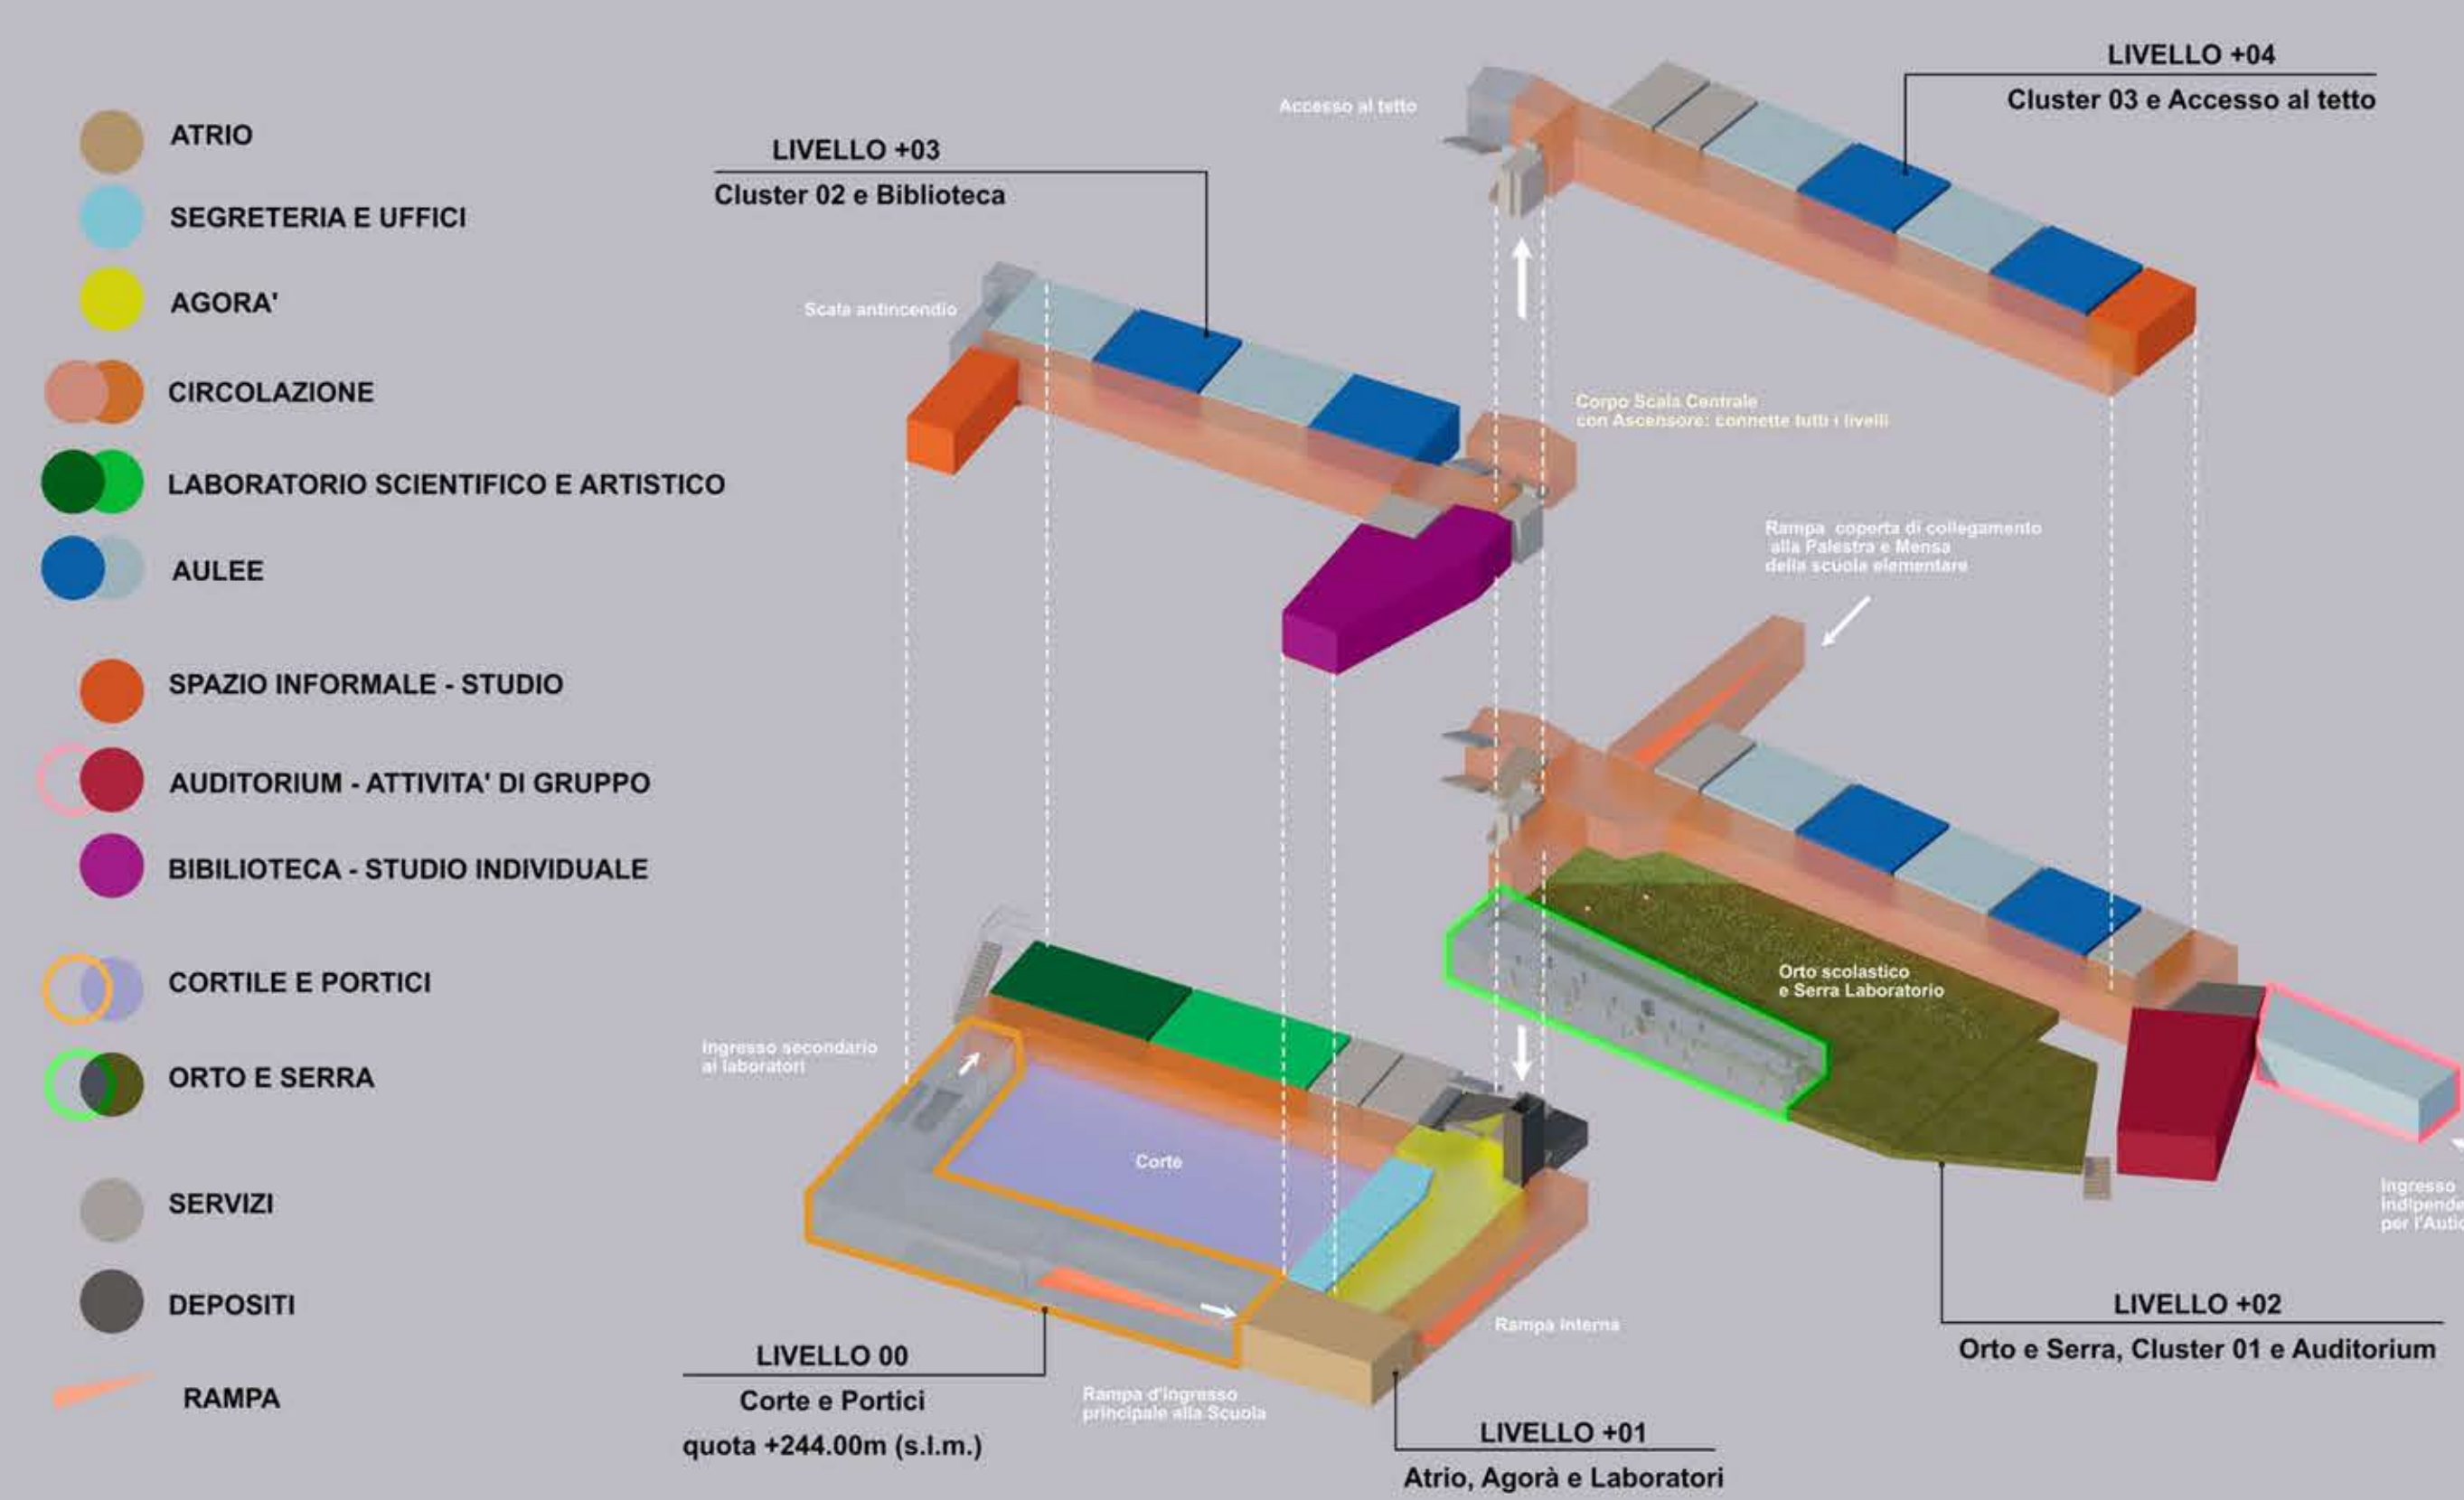 ATRIO
SEGRETERIA E UFFICI
AGORA'
CIRCOLAZIONE
LABORATORIO SCIENTIFICO E ARTISTICO
AULEE
SPAZIO INFORMALE - STUDIO
AUDITORIUM - ATTIVITA' DI GRUPPO
BIBILIOTECA - STUDIO INDIVIDUALE
CORTILE E PORTICI
ORTO E SERRA
SERVIZI
DEPOSITI
RAMPA
LIVELLO +03
Cluster 02 e Biblioteca
Scala antincendio
Accesso al tetto
LIVELLO +04
Cluster 03 e Accesso al tetto
Corpo Scala Centrale
con Ascensore: connette tutti i livelli
Rampa coperta di collegamento
alla Palestra e Mensa
della scuola elementare
Orto scolastico
e Serra Laboratorio
Ingresso secondario
ai laboratori
Corte
Rampa interna
Ingresso
per l'
LIVELLO +02
Orto e Serra, Cluster 01 e Auditorium
LIVELLO 00
Corte e Portici
quota +244.00m (s.l.m.)
Rampa d'ingresso
principale alla Scuola
LIVELLO +01
Atrio, Agorà e Laboratori